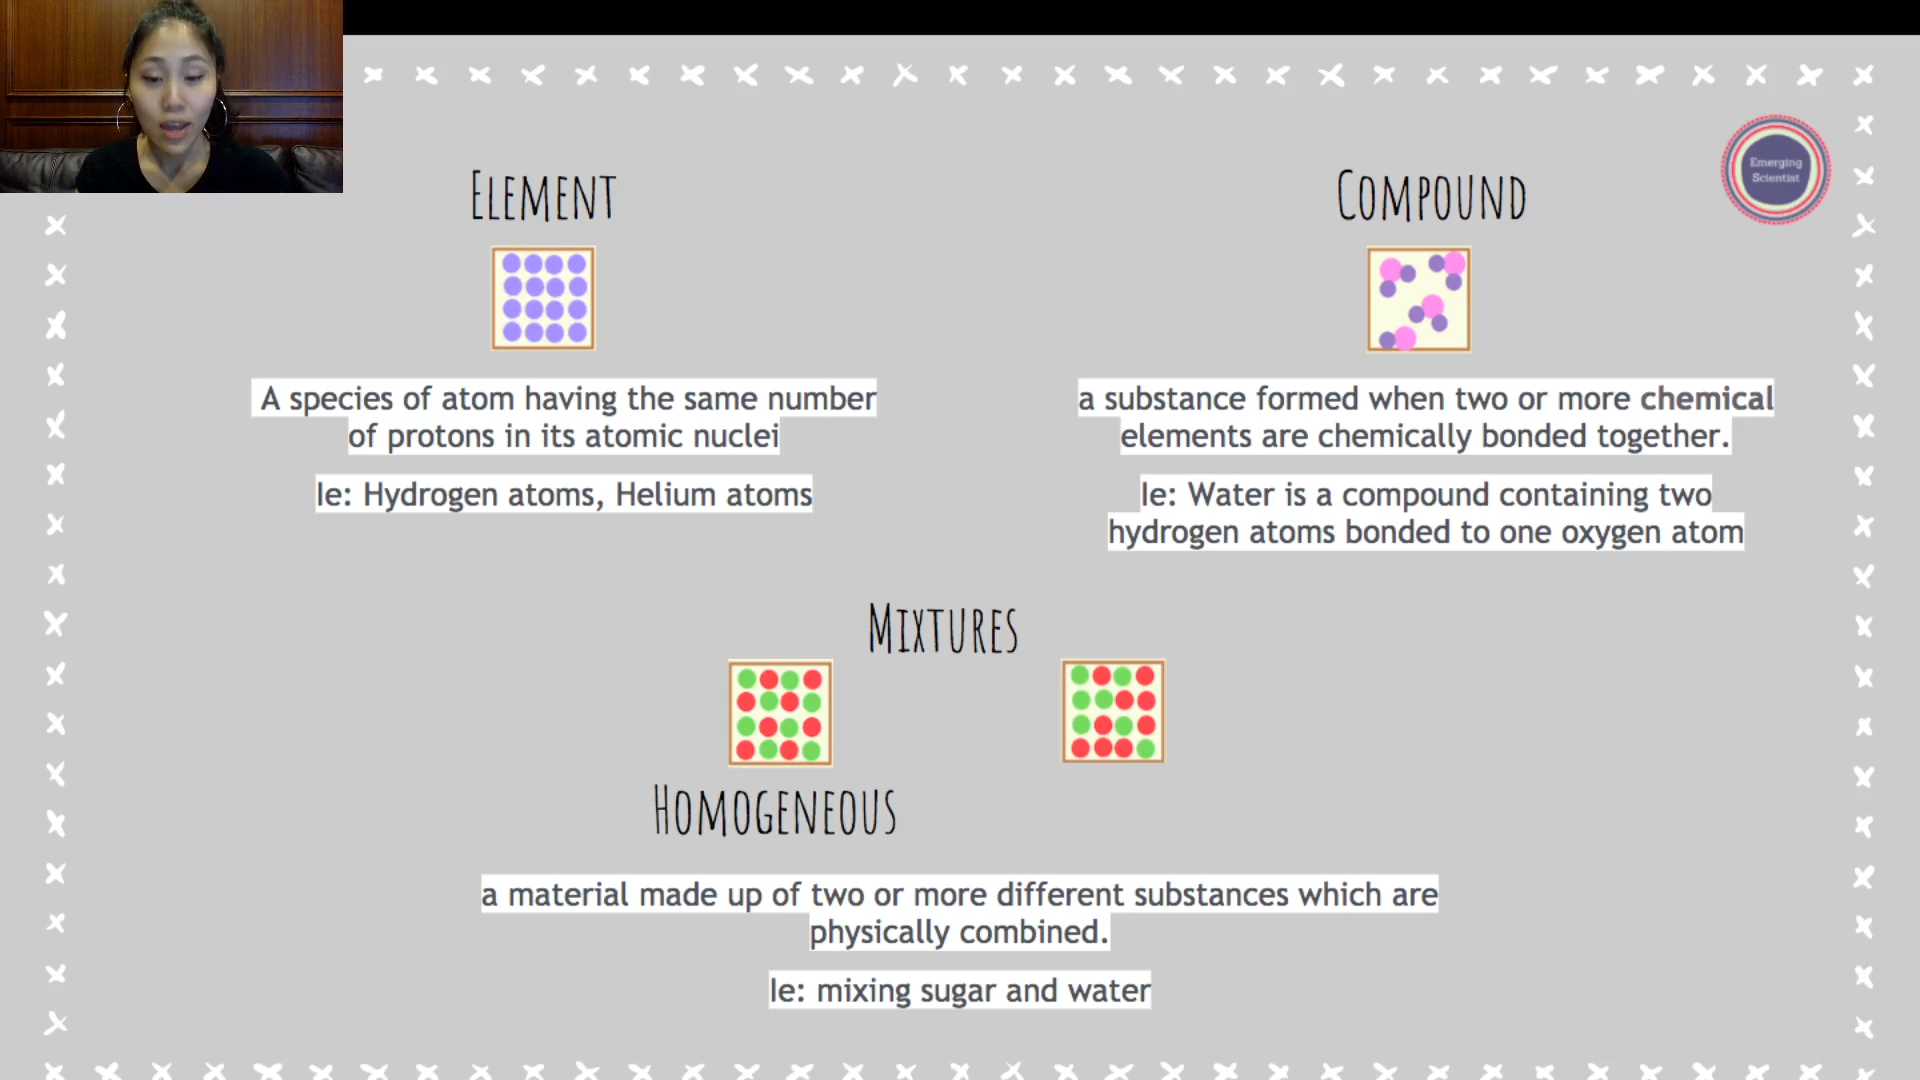 Emerging
Scientist
ELEMENT
A species of atom having the same number
of protons in its atomic nuclei
Ie: Hydrogen atoms, Helium atoms
COMPOUND
a substance formed when two or more chemical
elements are chemically bonded together.
Ie: Water is a compound containing two
hydrogen atoms bonded to one oxygen atom
MIXTURES
HOMOGENEOUS
a material made up of two or more different substances which are
physically combined.
Ie: mixing sugar and water